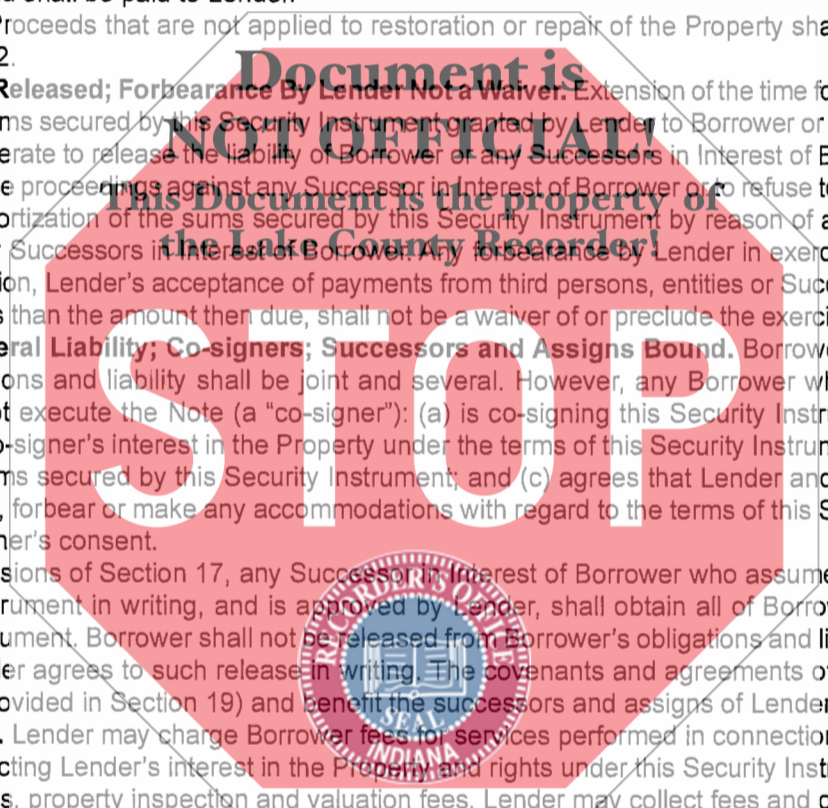 Proceeds that are not applied to restoration or repair of the Property sha
2.
Released; Forbearance By Lender Not a Waiver. Extension of the time fo
ms secured by this Security Instrument granted by Lender to Borrower or
erate to release the liability of Borrower or any Successors in Interest of B
e proceedings against any Successor in Interest of Borrower or to refuse t
ortization of the sums secured by this Security Instrument by reason of a
Successors in Interest of Borrower. Any forbearance by Lender in exerc
ion, Lender's acceptance of payments from third persons, entities or Succ
s than the amount then due, shall not be a waiver of or preclude the exerci
eral Liability; Co-signers; Successors and Assigns Bound. Borrowe
ons and liability shall be joint and several. However, any Borrower wh
ot execute the Note (a “co-signer”): (a) is co-signing this Security Instr
o-signer's interest in the Property under the terms of this Security Instrum
ms secured by this Security Instrument; and (c) agrees that Lender and
, forbear or make any accommodations with regard to the terms of this S
ner's consent.
sions of Section 17, any Successor in Interest of Borrower who assume
rument in writing, and is approved by Lender, shall obtain all of Borrow
ument. Borrower shall not be released from Borrower's obligations and li
er agrees to such release in writing. The covenants and agreements o
ovided in Section 19) and benefit the successors and assigns of Lender
. Lender may charge Borrower fees for services performed in connection
cting Lender's interest in the Property and rights under this Security Inst
s, property inspection and valuation fees. Lender may collect fees and c
Document is
NOT OFFICIAL!
This Document is the property of
the Lake County Recorder!
STOP
RECORDER'S OFFICE
SEAL
INDIANA